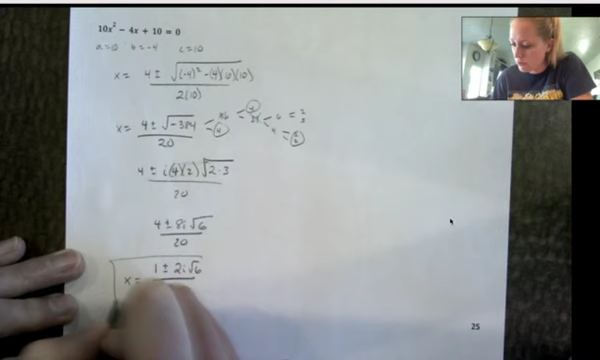 10x² − 4x + 10 = 0
a=10 b=-4 c=10
x = 4 ± √(-4)² -(4)( )(10)
2(10)
x = 4 ± √-384
20
4 ± i(4)(2)√2·3
20
4 ± 8i√6
20
x = 1 ± 2i√6
25